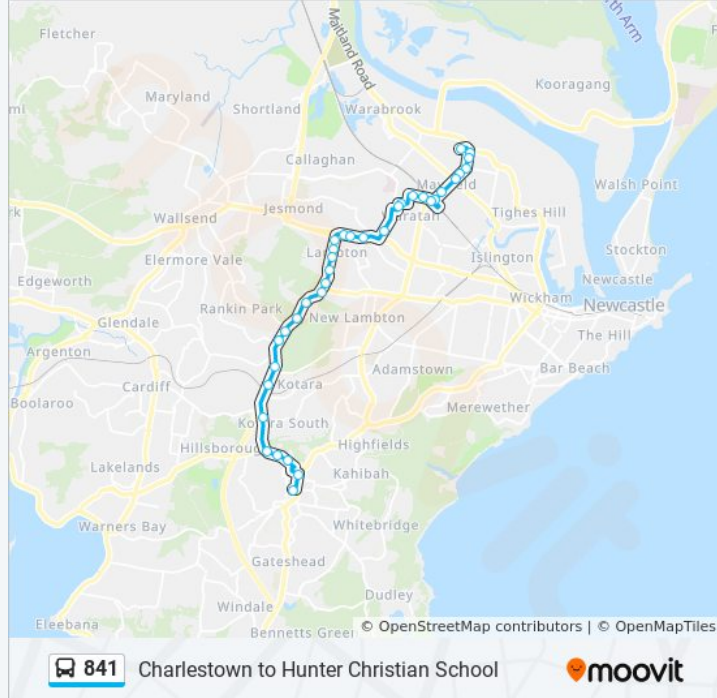 Fletcher
Maitland Road
th Arm
Kooragang
Maryland
Shortland
Warabrook
Callaghan
Walsh Point
Wallsend
Jesmond
Tighes Hill
Stockton
Elermore Vale
Islington
Newcastle
Edgeworth
Rankin Park
Wickham
Newcastle
Glendale
New Lambton
The Hill
Argenton
Adamstown
Bar Beach
Cardiff
Kotara
Boolaroo
Merewether
Highfields
Lakelands
Kahibah
Warners Bay
Whitebridge
Gateshead
Windale
Dudley
Eleebana
© OpenStreetMap contributors | © OpenMapTiles
841 Charlestown to Hunter Christian School
moovit